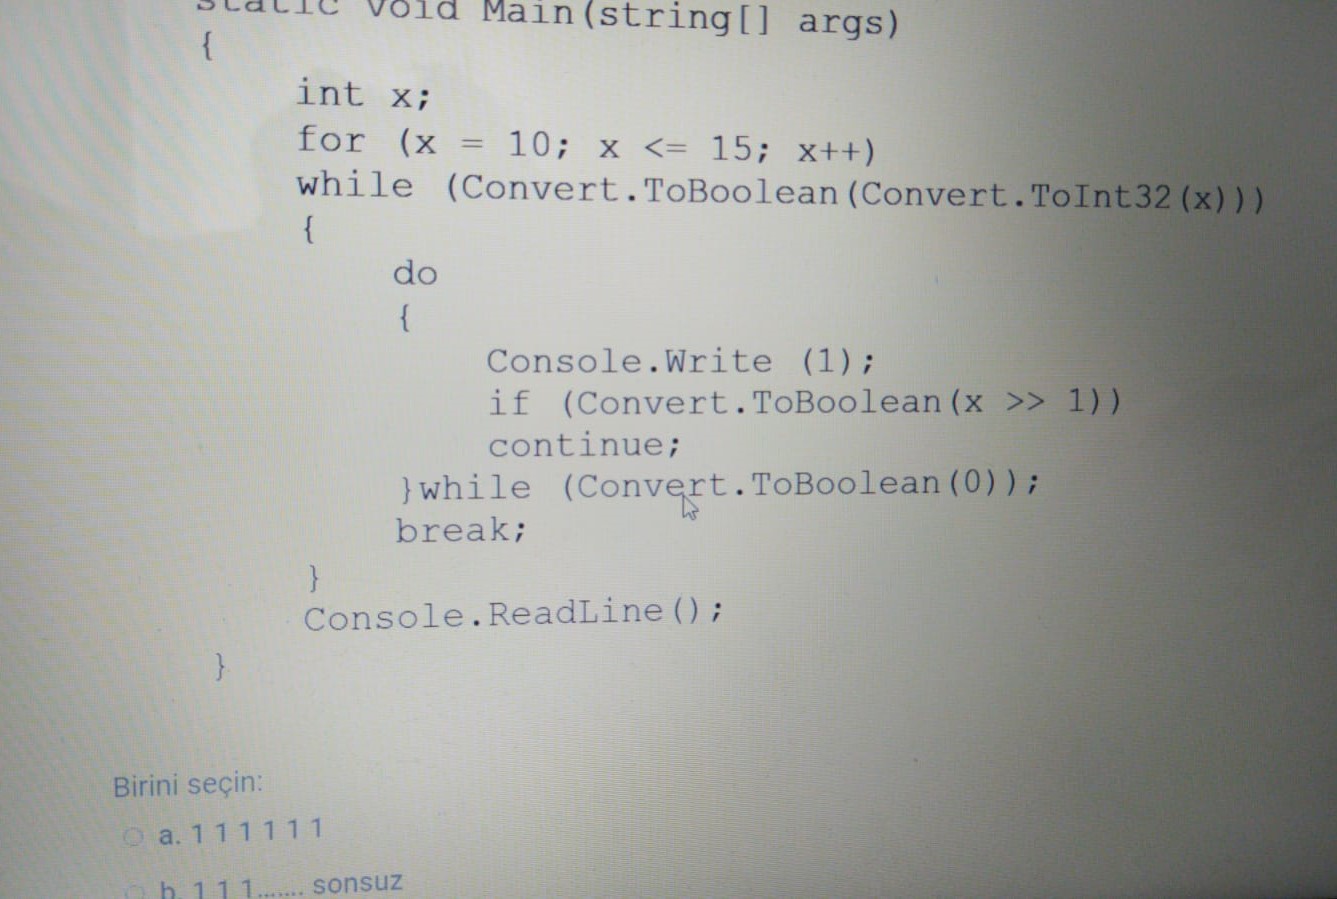 static void Main(string[] args)
{
int x;
for (x = 10; x <= 15; x++)
while (Convert.ToBoolean(Convert.ToInt32(x)))
{
do
{
Console.Write (1);
if (Convert.ToBoolean(x >> 1))
continue;
}while (Convert.ToBoolean(0));
break;
}
Console.ReadLine();
}
Birini seçin:
a. 1 1 1 1 1 1
b. 1 1 1....... sonsuz